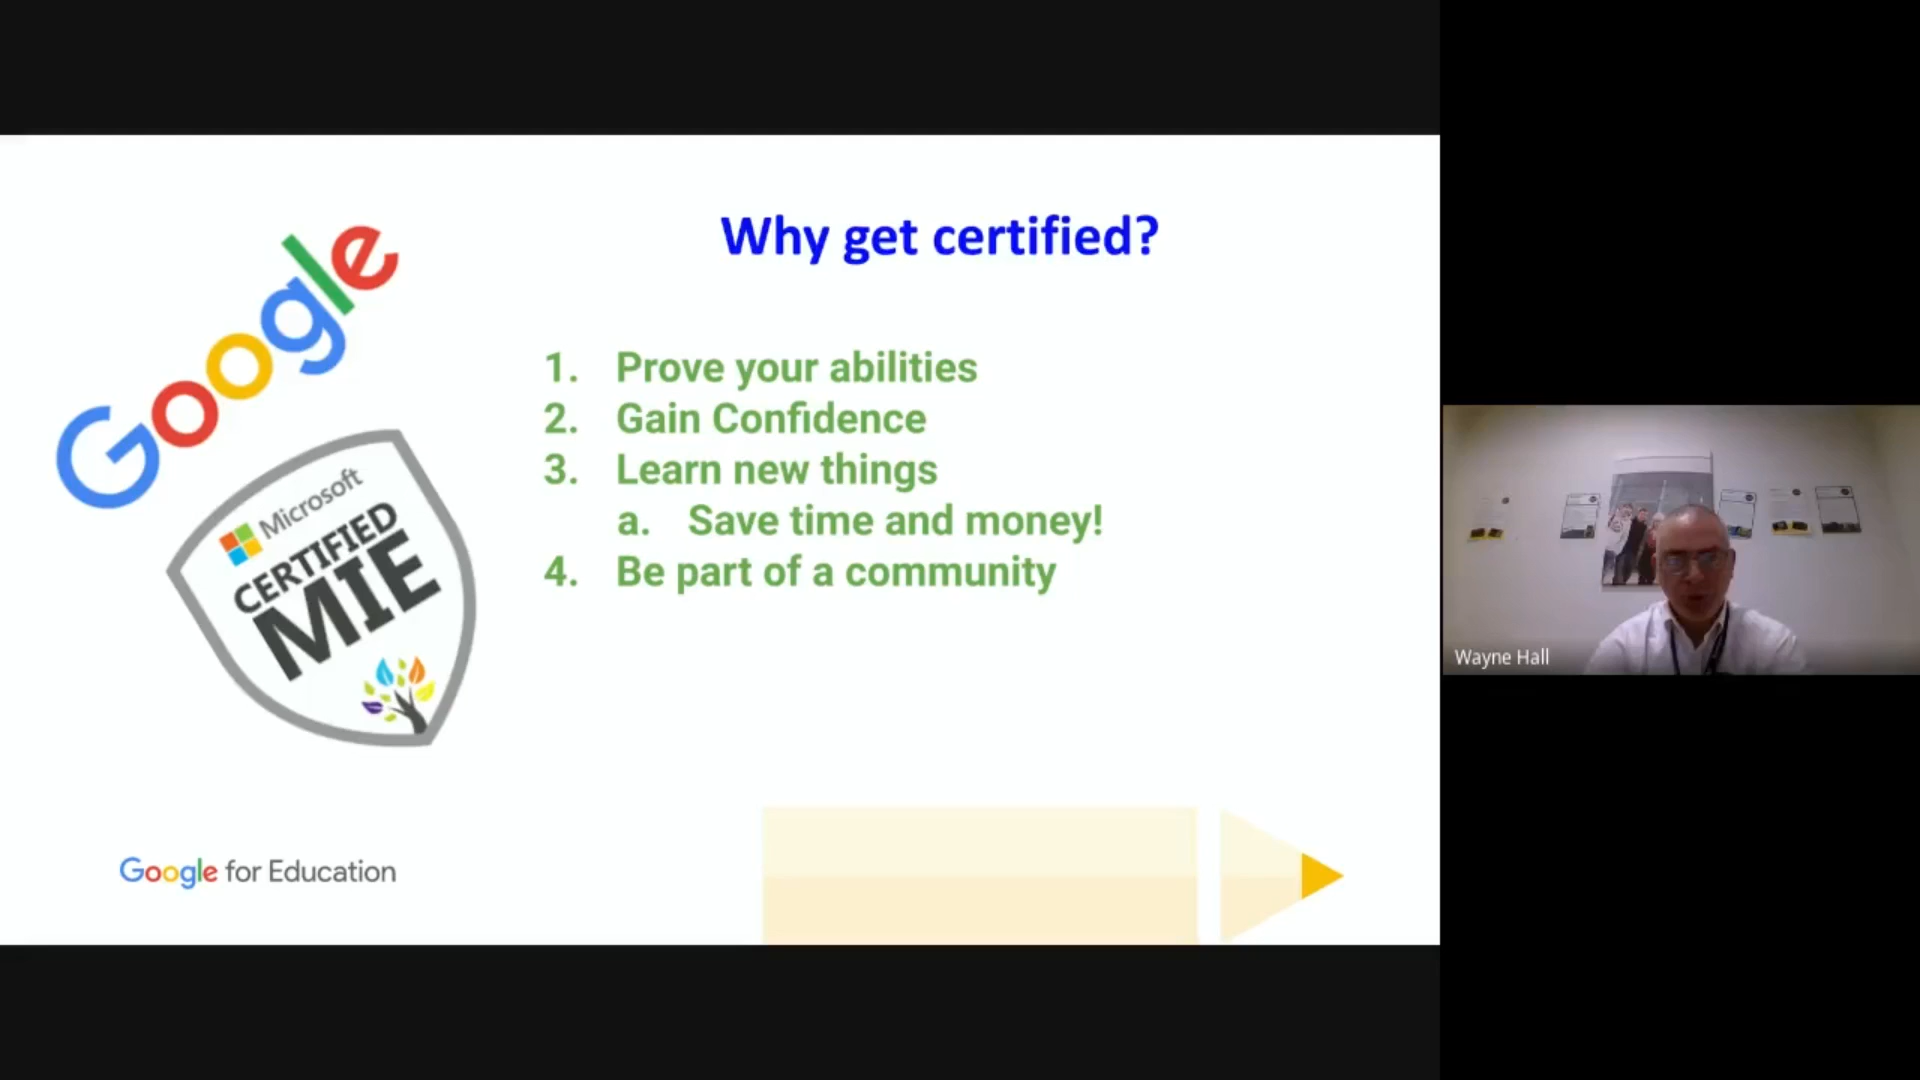 Why get certified?
Google
Microsoft
CERTIFIED
MIE
1. Prove your abilities
2. Gain Confidence
3. Learn new things
a. Save time and money!
4. Be part of a community
Google for Education
Wayne Hall